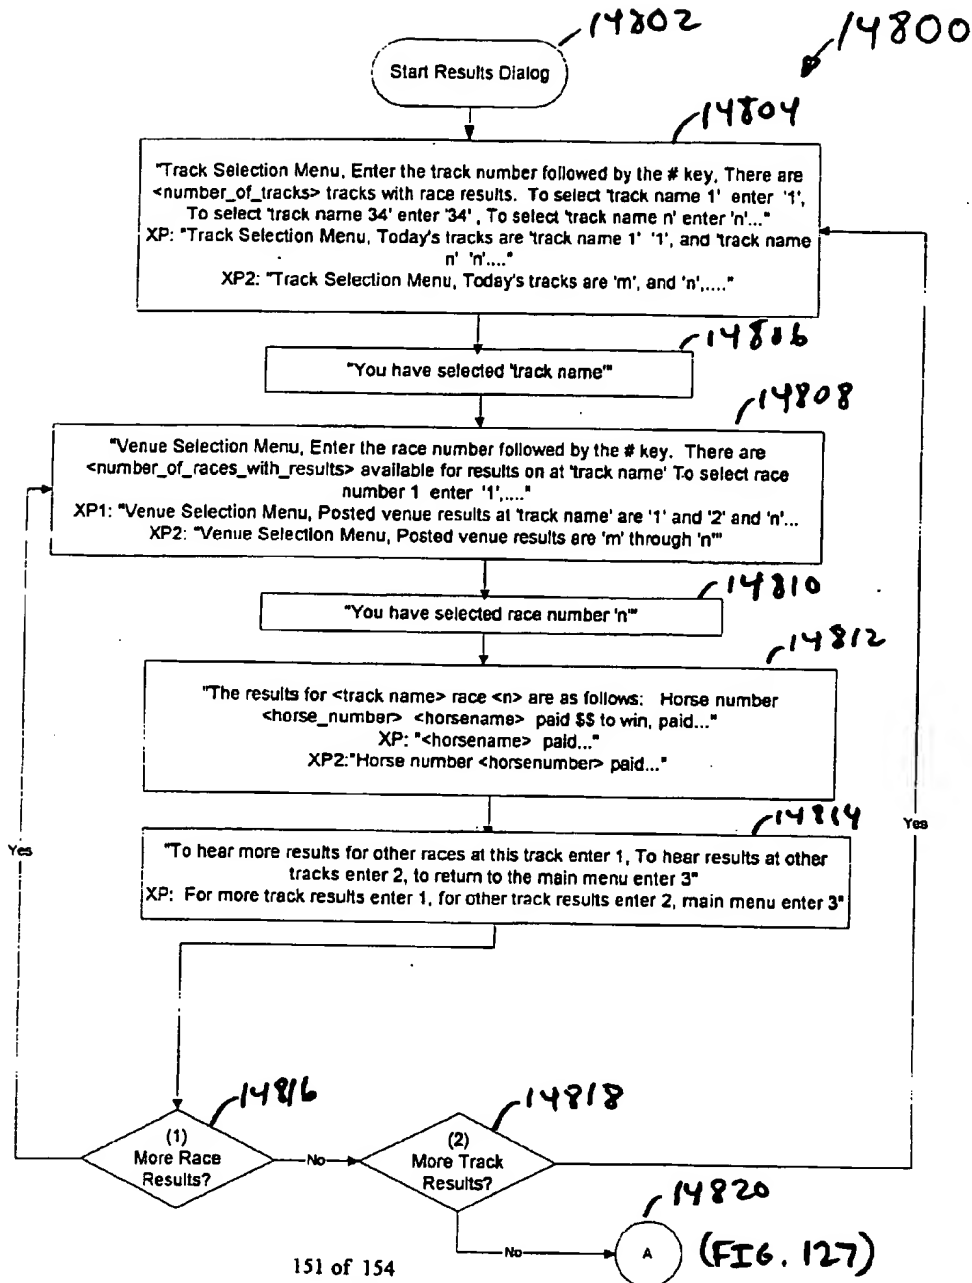 14802
14800
Start Results Dialog
14804
"Track Selection Menu, Enter the track number followed by the # key, There are
<number_of_tracks> tracks with race results. To select 'track name 1' enter '1',
To select 'track name 34' enter '34' , To select 'track name n' enter 'n'..."
XP: "Track Selection Menu, Today's tracks are 'track name 1' '1', and 'track name
n' 'n'...."
XP2: "Track Selection Menu, Today's tracks are 'm', and 'n',...."
14806
"You have selected 'track name'"
14808
"Venue Selection Menu, Enter the race number followed by the # key. There are
<number_of_races_with_results> available for results on at 'track name' To select race
number 1 enter '1',...."
XP1: "Venue Selection Menu, Posted venue results at 'track name' are '1' and '2' and 'n'...
XP2: "Venue Selection Menu, Posted venue results are 'm' through 'n'"
14810
"You have selected race number 'n'"
14812
"The results for <track name> race <n> are as follows: Horse number
<horse_number> <horsename> paid $$ to win, paid..."
XP: "<horsename> paid..."
XP2:"Horse number <horsenumber> paid..."
14814
"To hear more results for other races at this track enter 1, To hear results at other
tracks enter 2, to return to the main menu enter 3"
XP: For more track results enter 1, for other track results enter 2, main menu enter 3"
Yes
Yes
14816
(1)
More Race
Results?
No
14818
(2)
More Track
Results?
No
14820
A
(FIG. 127)
151 of 154